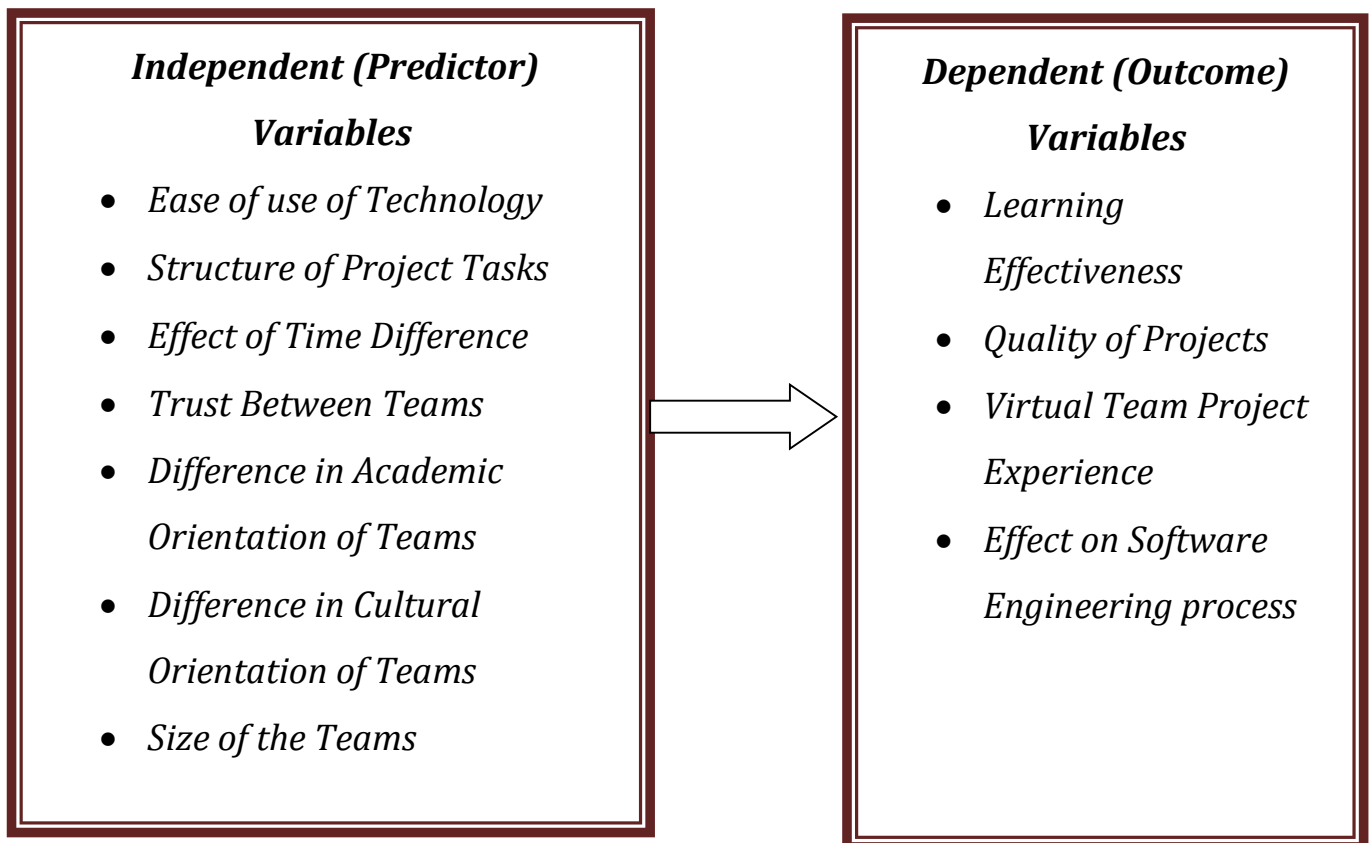 Independent (Predictor)
Variables
• Ease of use of Technology
• Structure of Project Tasks
• Effect of Time Difference
• Trust Between Teams
• Difference in Academic
Orientation of Teams
• Difference in Cultural
Orientation of Teams
• Size of the Teams
Dependent (Outcome)
Variables
• Learning
Effectiveness
• Quality of Projects
• Virtual Team Project
Experience
• Effect on Software
Engineering process